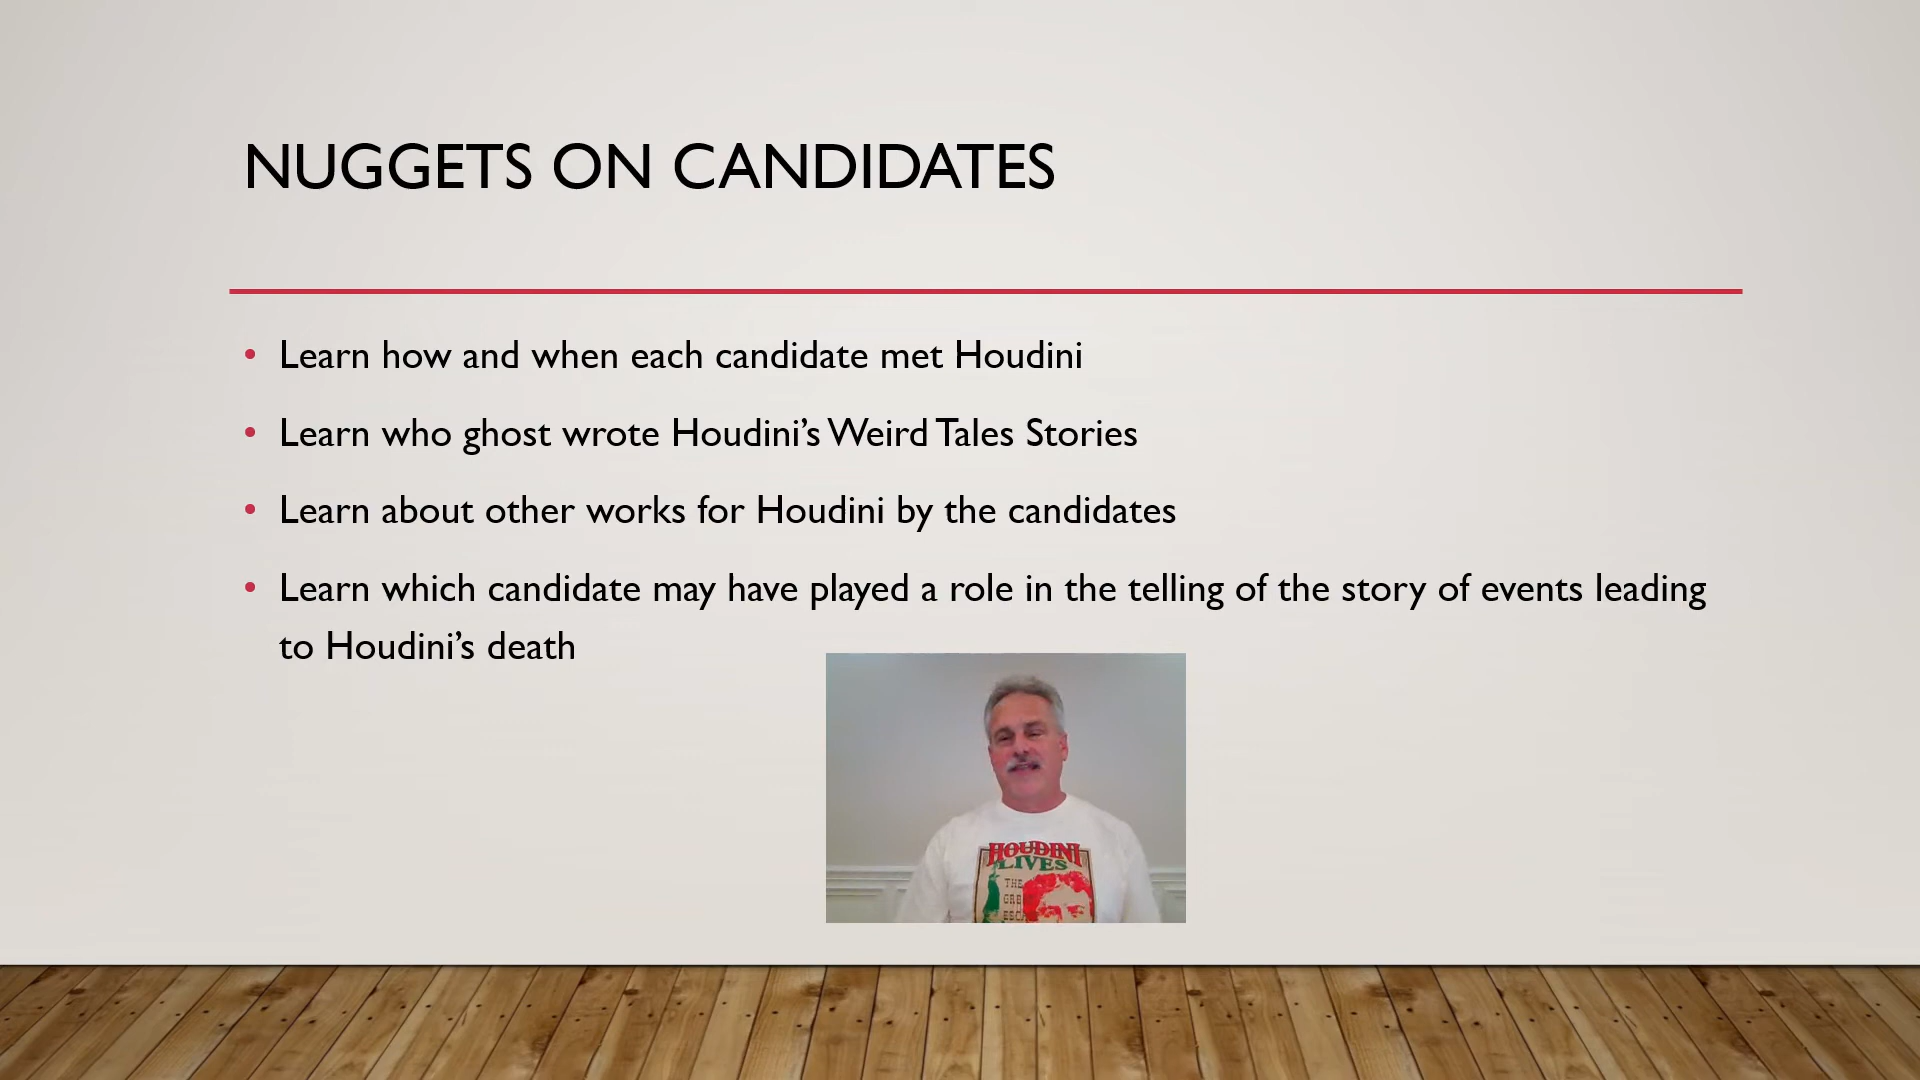 NUGGETS ON CANDIDATES
• Learn how and when each candidate met Houdini
• Learn who ghost wrote Houdini’s Weird Tales Stories
• Learn about other works for Houdini by the candidates
• Learn which candidate may have played a role in the telling of the story of events leading
to Houdini’s death
HOUDINI
LIVES
THE